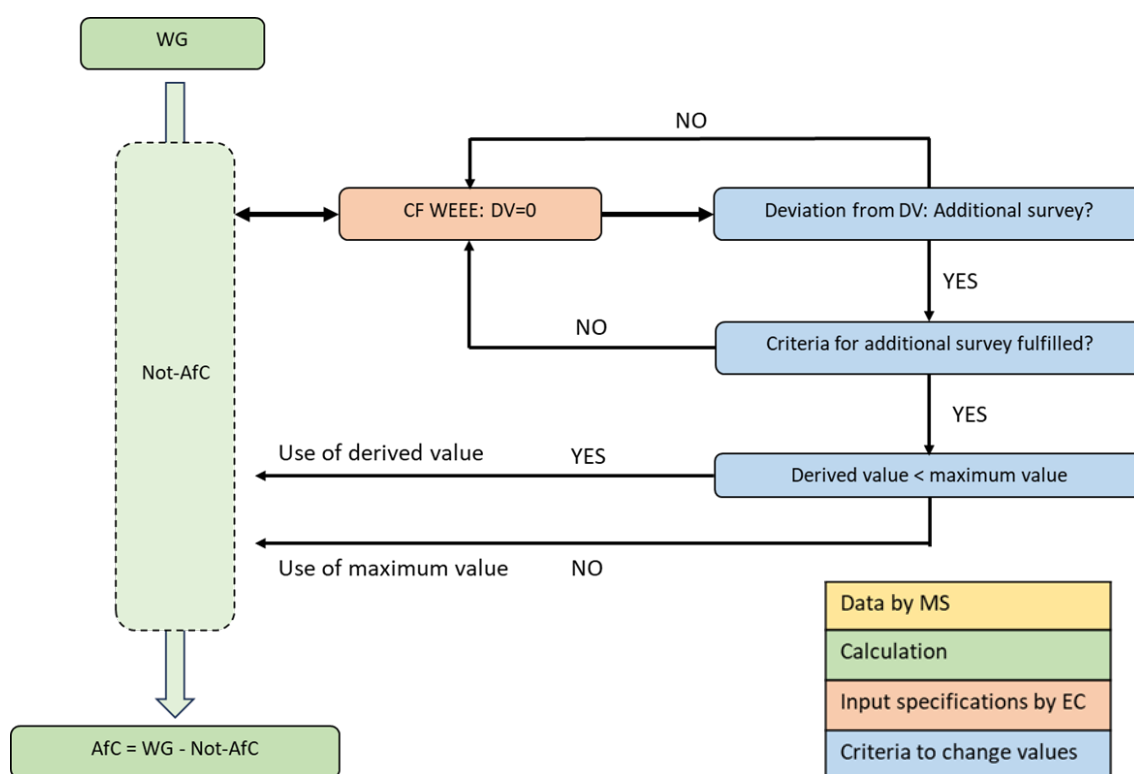 WG
NO
CF WEEE: DV=0
Deviation from DV: Additional survey?
YES
NO
Criteria for additional survey fulfilled?
Not-AfC
YES
Use of derived value
YES
Derived value < maximum value
Use of maximum value
NO
Data by MS
Calculation
Input specifications by EC
Criteria to change values
AfC = WG - Not-AfC